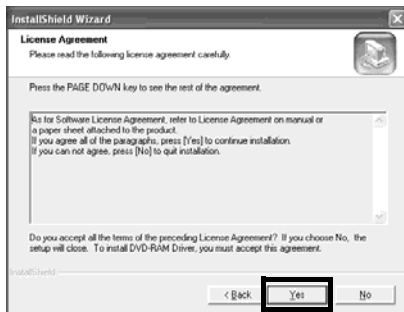 InstallShield Wizard
License Agreement
Please read the following license agreement carefully.
Press the PAGE DOWN key to see the rest of the agreement.
As for Software License Agreement, refer to License Agreement on manual or
a paper sheet attached to the product.
If you agree all of the paragraphs, press [Yes] to continue installation.
If you can not agree, press [No] to quit installation.
Do you accept all the terms of the preceding License Agreement? If you choose No, the
setup will close. To install DVD-RAM Driver, you must accept this agreement.
InstallShield
< Back Yes No